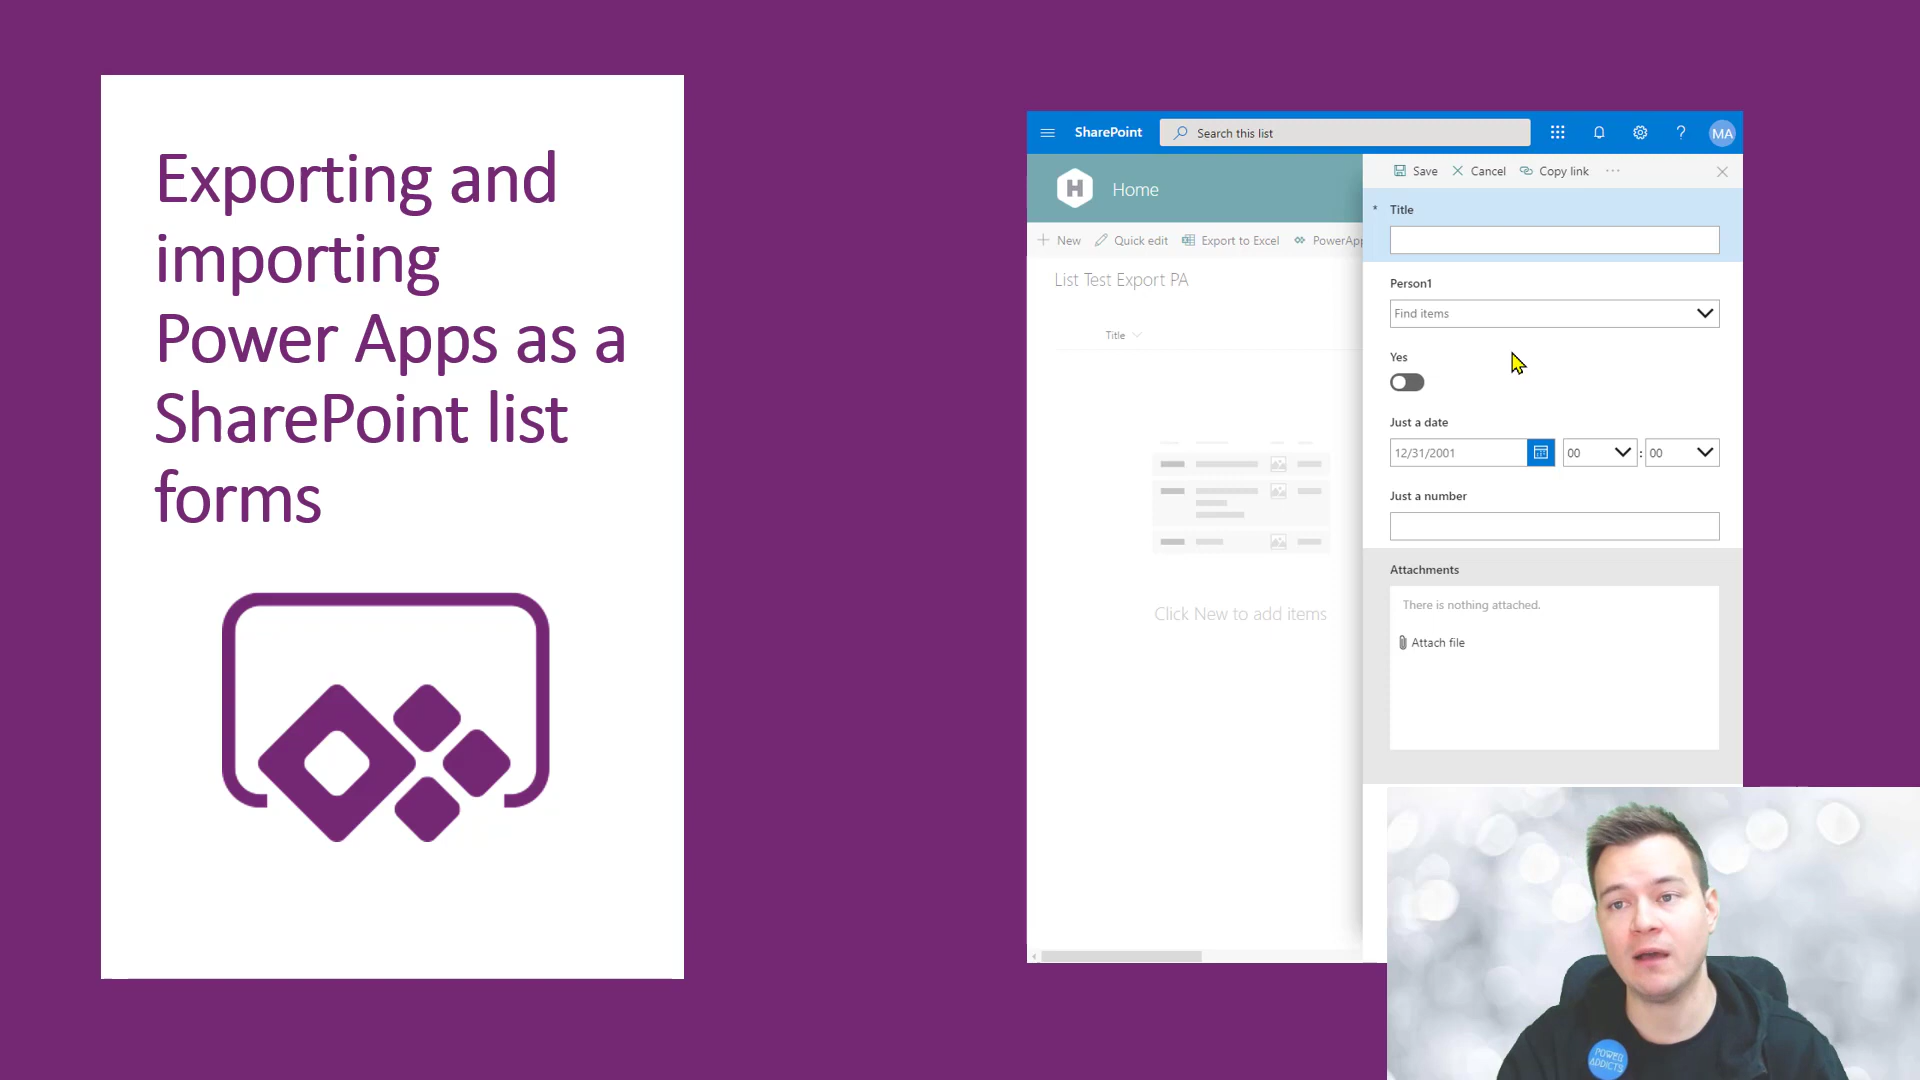 Exporting and
importing
Power Apps as a
SharePoint list
forms
SharePoint
Search this list
?
MA
H
Home
Save
Cancel
Copy link
...
New
Quick edit
Export to Excel
PowerApp
List Test Export PA
Title
Click New to add items
* Title
Person1
Find items
Yes
Just a date
12/31/2001
00
:
00
Just a number
Attachments
There is nothing attached.
Attach file
POWER
ADDICTS